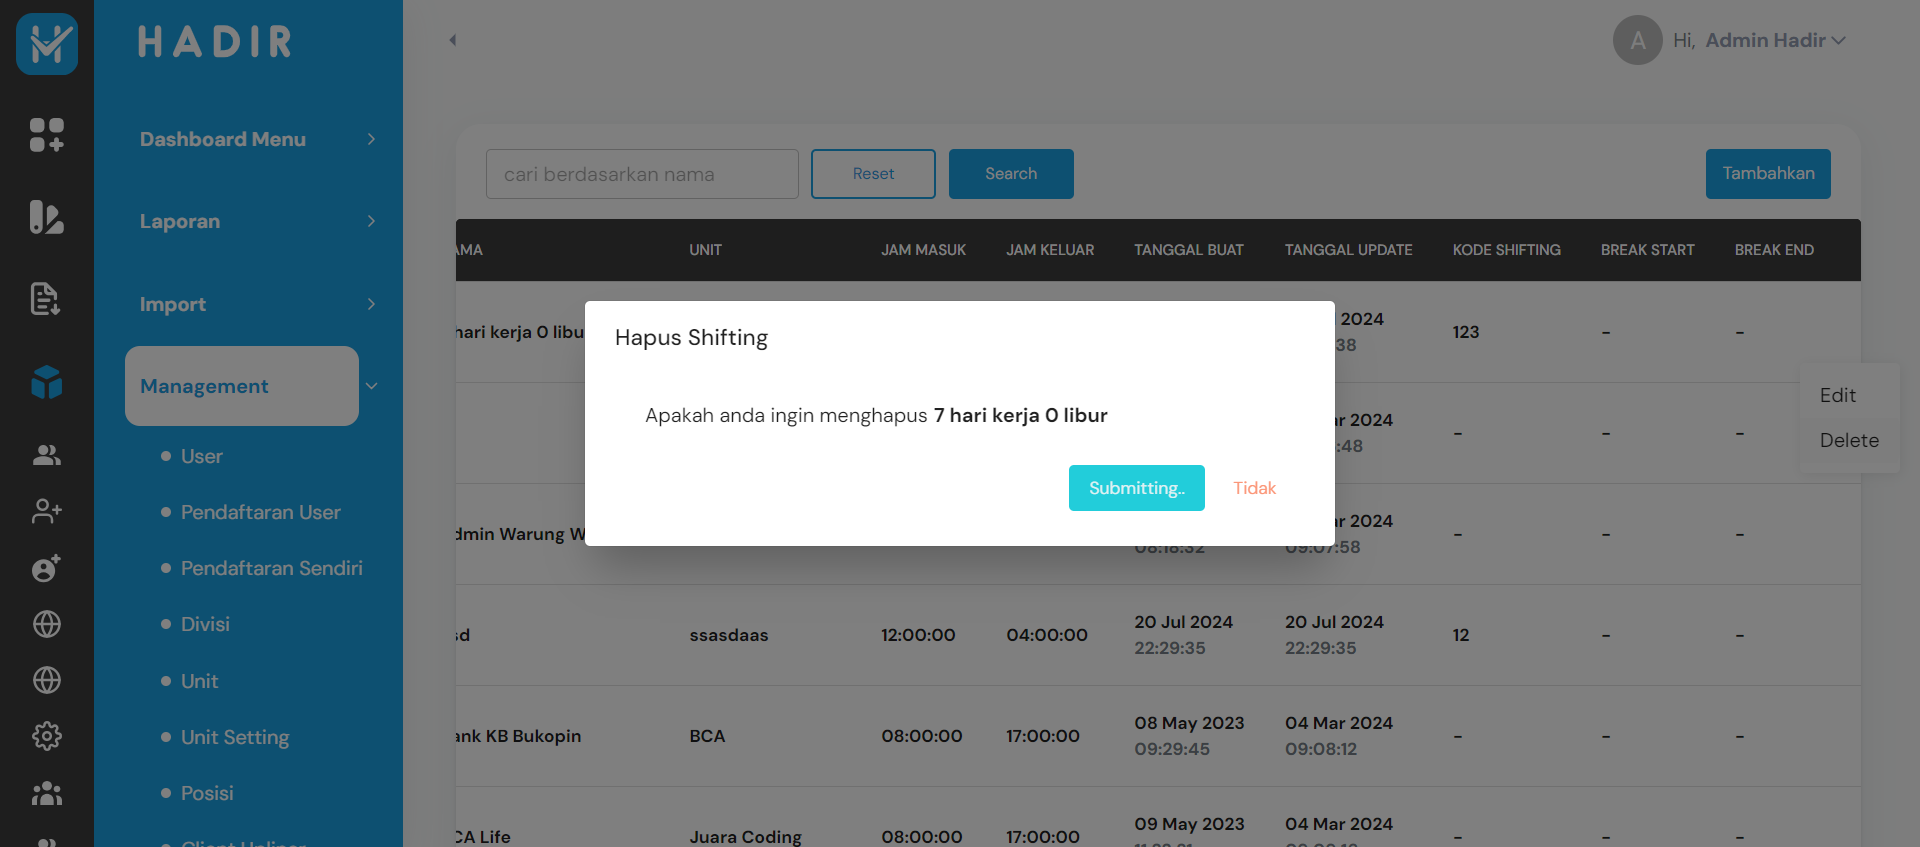 HADIR
A Hi, Admin Hadir
Dashboard Menu
Laporan
Import
Management
User
Pendaftaran User
Pendaftaran Sendiri
Divisi
Unit
Unit Setting
Posisi
Client Upliner
cari berdasarkan nama Reset Search Tambahkan
AMA UNIT JAM MASUK JAM KELUAR TANGGAL BUAT TANGGAL UPDATE KODE SHIFTING BREAK START BREAK END
hari kerja 0 libu 2024 123 - -
:38
Hapus Shifting
Apakah anda ingin menghapus 7 hari kerja 0 libur
Submitting.. Tidak
Edit
Delete
ar 2024 - - -
:48
dmin Warung W ar 2024 - - -
08:18:32 09:07:58
sd ssasdaas 12:00:00 04:00:00 20 Jul 2024 20 Jul 2024 12 - -
22:29:35 22:29:35
ank KB Bukopin BCA 08:00:00 17:00:00 08 May 2023 04 Mar 2024 - - -
09:29:45 09:08:12
CA Life Juara Coding 08:00:00 17:00:00 09 May 2023 04 Mar 2024 - - -